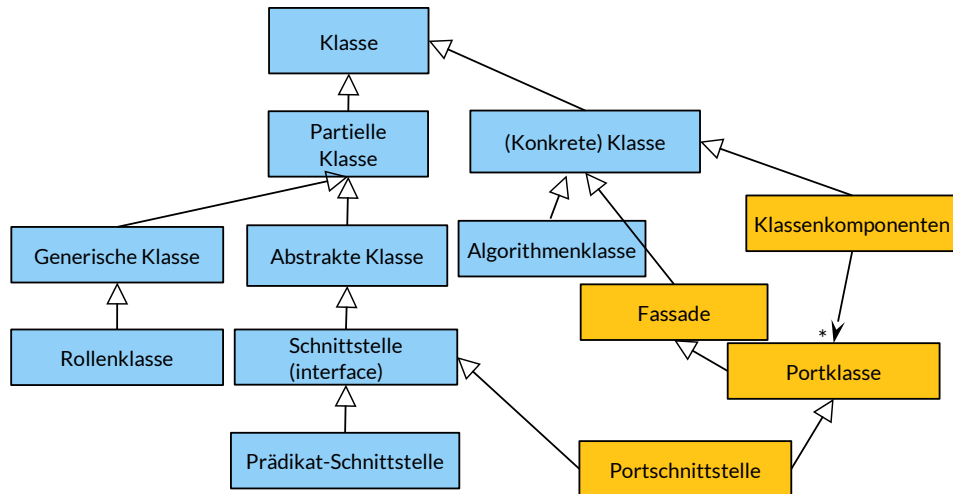 Klasse
Partielle
Klasse
(Konkrete) Klasse
Generische Klasse
Abstrakte Klasse
Algorithmenklasse
Klassenkomponenten
Fassade
*
Rollenklasse
Schnittstelle
(interface)
Portklasse
Prädikat-Schnittstelle
Portschnittstelle